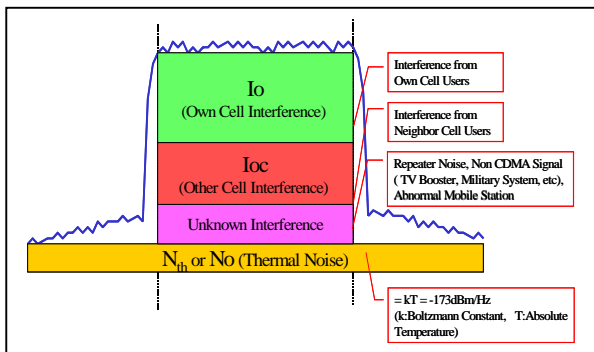 Io
(Own Cell Interference)
Ioc
(Other Cell Interference)
Unknown Interference
Nth or No (Thermal Noise)
Interference from
Own Cell Users
Interference from
Neighbor Cell Users
Repeater Noise, Non CDMA Signal
( TV Booster, Military System, etc),
Abnormal Mobile Station
= kT = -173dBm/Hz
(k:Boltzmann Constant, T:Absolute
Temperature)